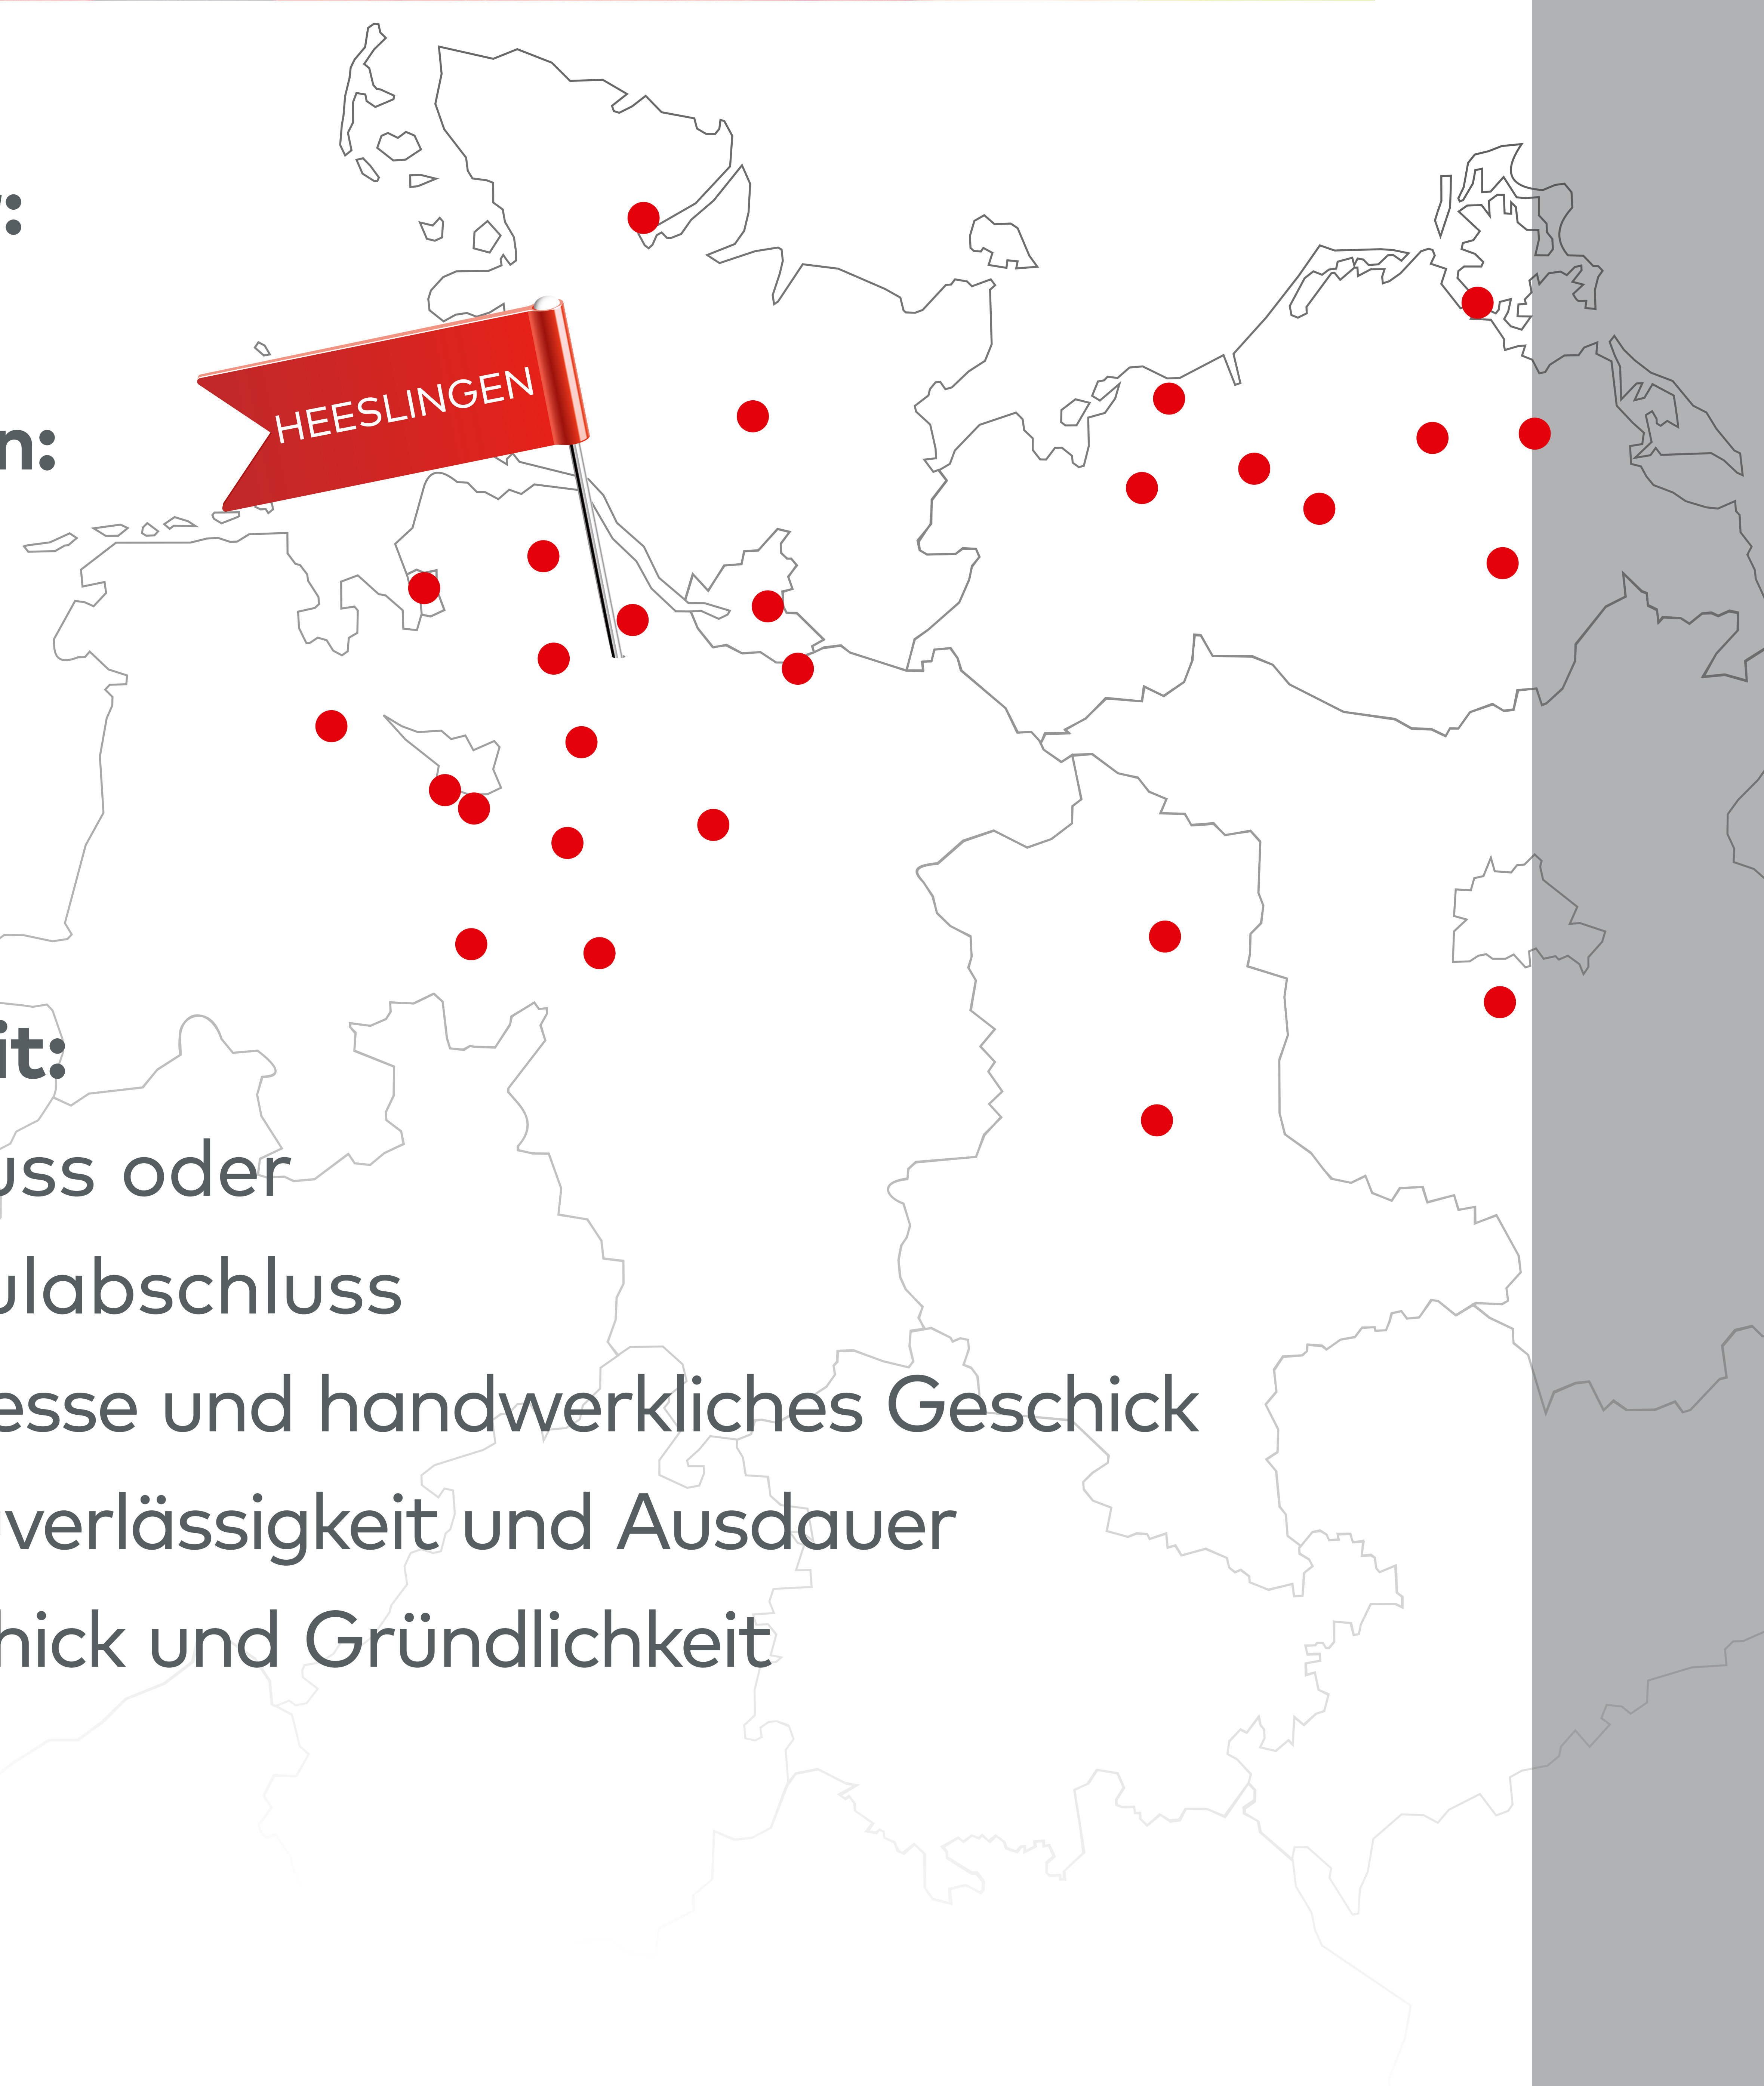 :
HEESLINGEN
n:
it:
uss oder
ulabschluss
esse und handwerkliches Geschick
verlässigkeit und Ausdauer
hick und Gründlichkeit